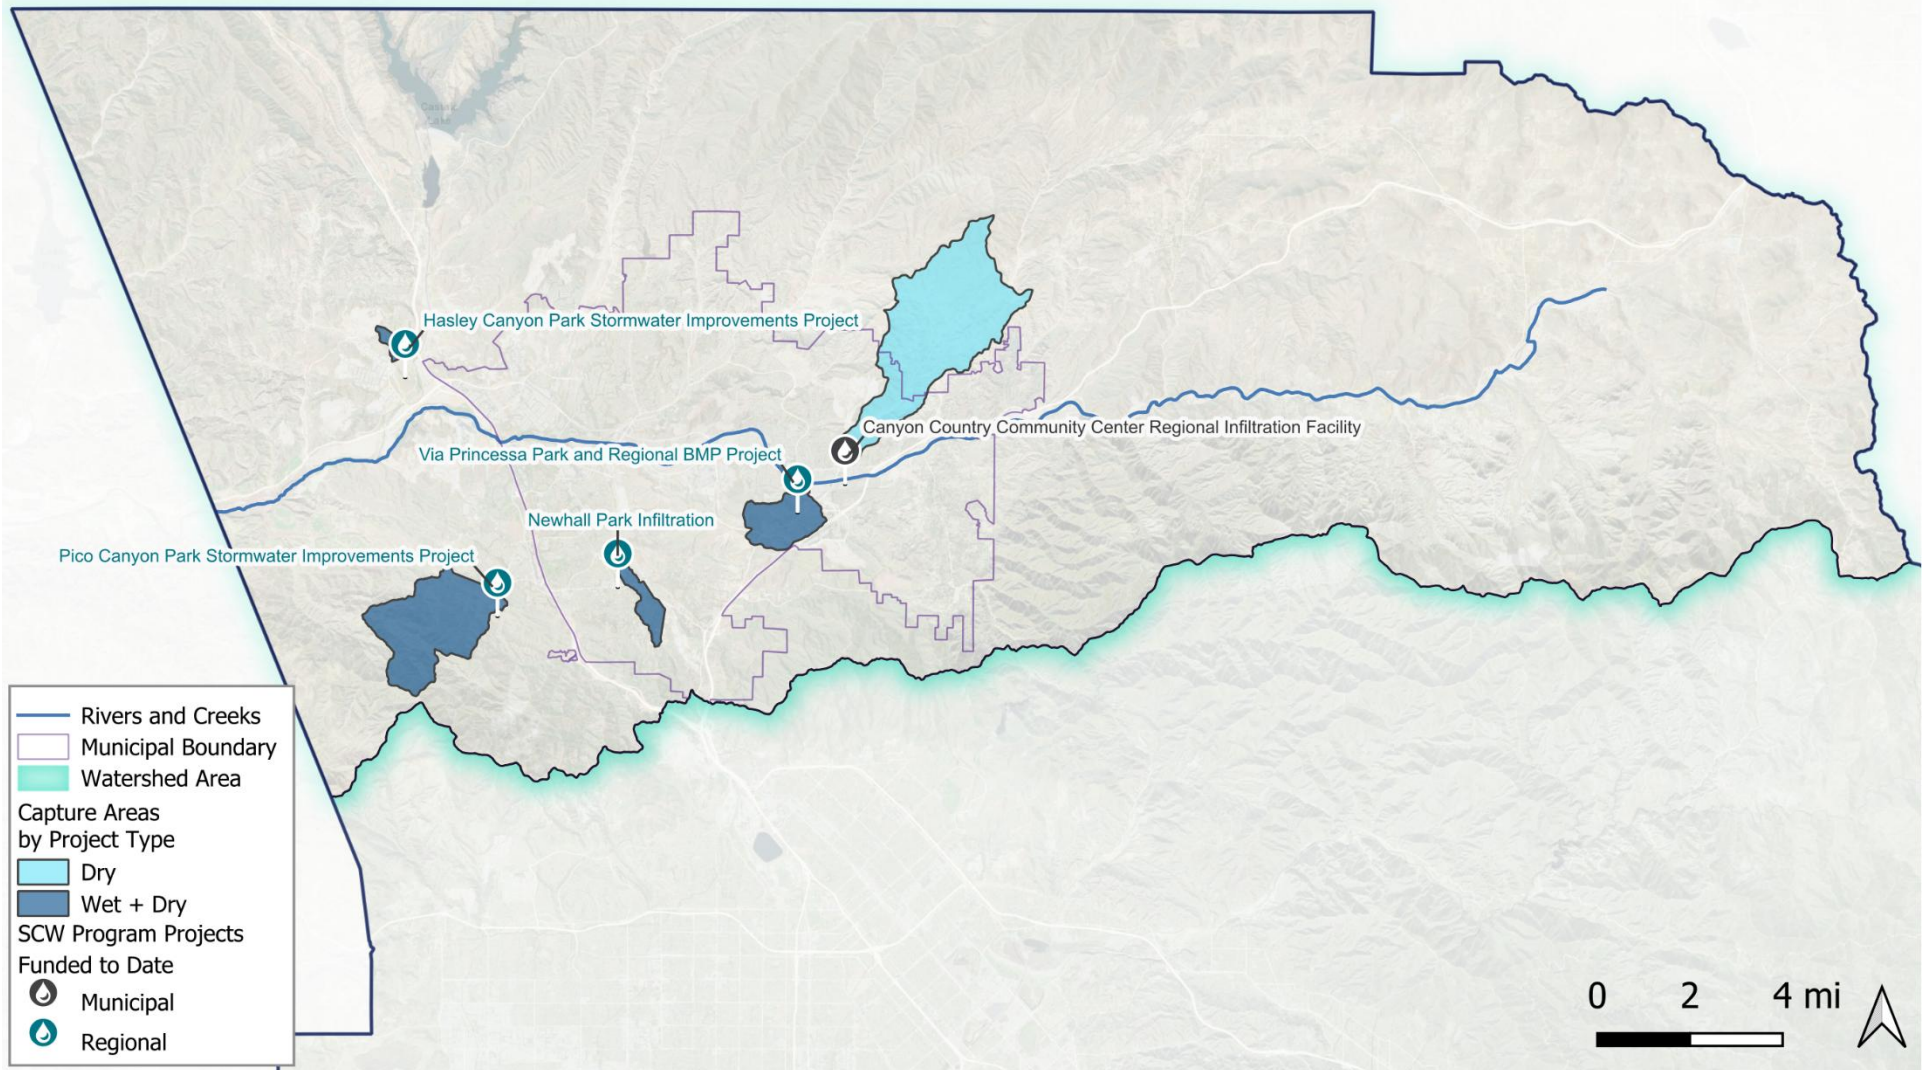 Castaic
Lake
Hasley Canyon Park Stormwater Improvements Project
Canyon Country Community Center Regional Infiltration Facility
Via Princessa Park and Regional BMP Project
Newhall Park Infiltration
Pico Canyon Park Stormwater Improvements Project
Rivers and Creeks
Municipal Boundary
Watershed Area
Capture Areas
by Project Type
Dry
Wet + Dry
SCW Program Projects
Funded to Date
Municipal
Regional
0 2 4 mi